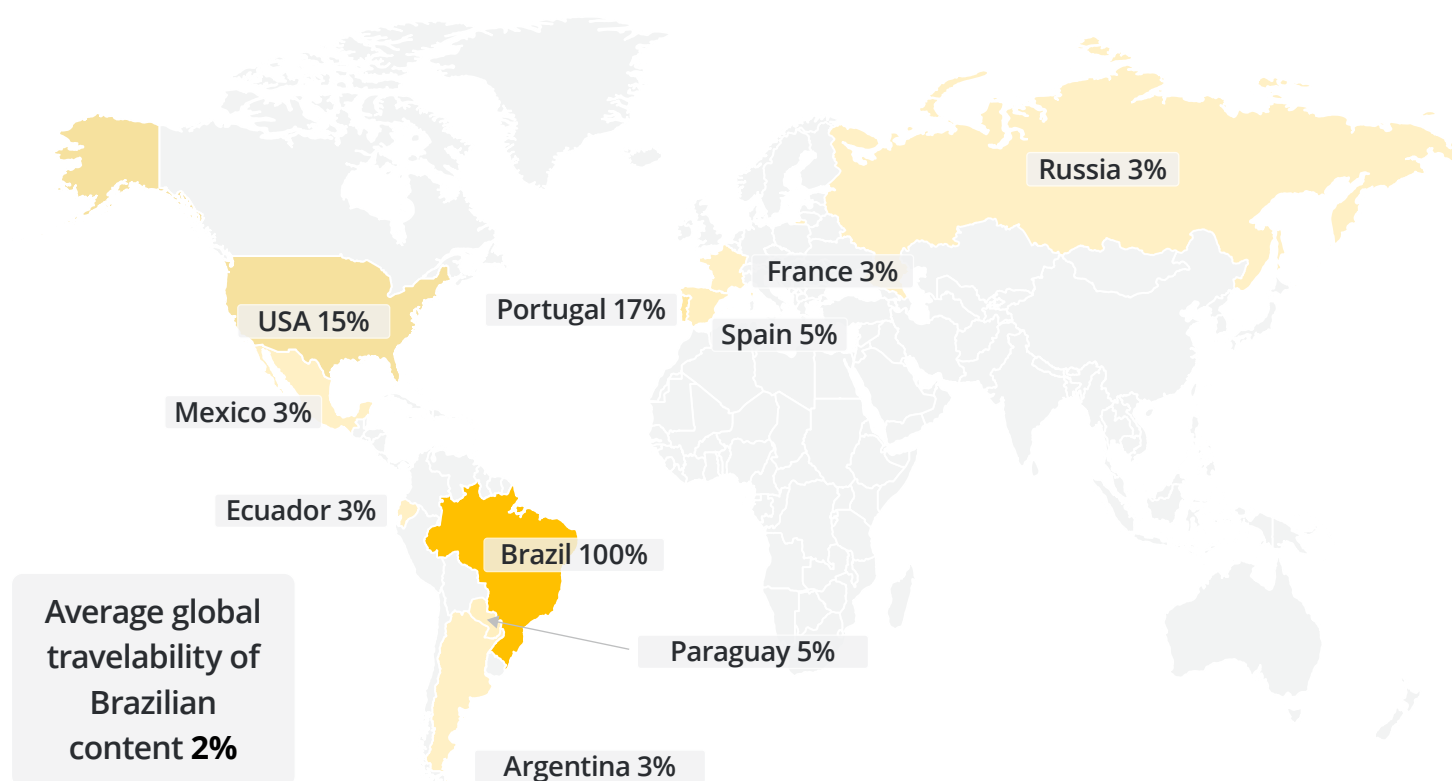 Russia 3%
France 3%
Portugal 17%
USA 15%
Spain 5%
Mexico 3%
Ecuador 3%
Brazil 100%
Average global
travelability of
Brazilian
content 2%
Paraguay 5%
Argentina 3%